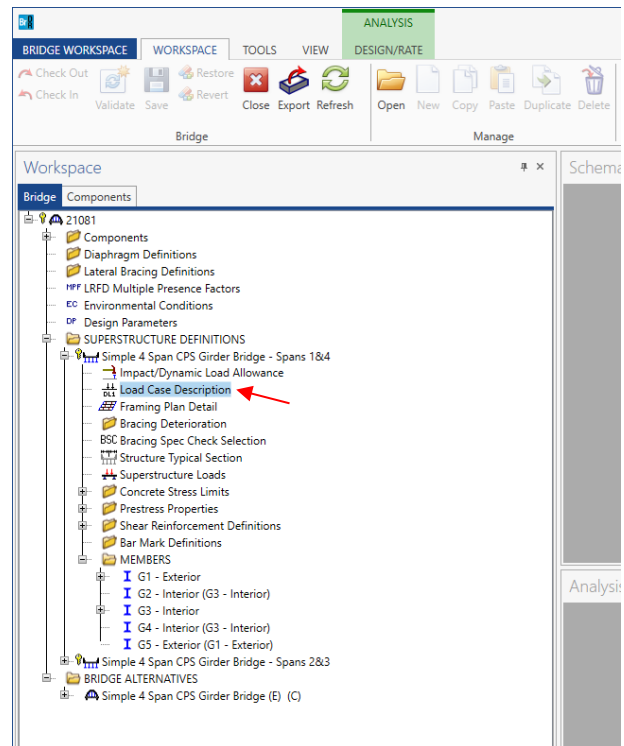 Br R
ANALYSIS
BRIDGE WORKSPACE WORKSPACE TOOLS VIEW DESIGN/RATE
Check Out
Check In
Validate Save
Restore
Revert
Close Export Refresh
Open New Copy Paste Duplicate Delete
Bridge Manage
Workspace
Schema
Bridge Components
21081
Components
Diaphragm Definitions
Lateral Bracing Definitions
MPF LRFD Multiple Presence Factors
EC Environmental Conditions
DP Design Parameters
SUPERSTRUCTURE DEFINITIONS
Simple 4 Span CPS Girder Bridge - Spans 1&4
Impact/Dynamic Load Allowance
DL1 Load Case Description
Framing Plan Detail
Bracing Deterioration
BSC Bracing Spec Check Selection
Structure Typical Section
Superstructure Loads
Concrete Stress Limits
Prestress Properties
Shear Reinforcement Definitions
Bar Mark Definitions
MEMBERS
G1 - Exterior
G2 - Interior (G3 - Interior)
G3 - Interior
G4 - Interior (G3 - Interior)
G5 - Exterior (G1 - Exterior)
Simple 4 Span CPS Girder Bridge - Spans 2&3
BRIDGE ALTERNATIVES
Simple 4 Span CPS Girder Bridge (E) (C)
Analysis